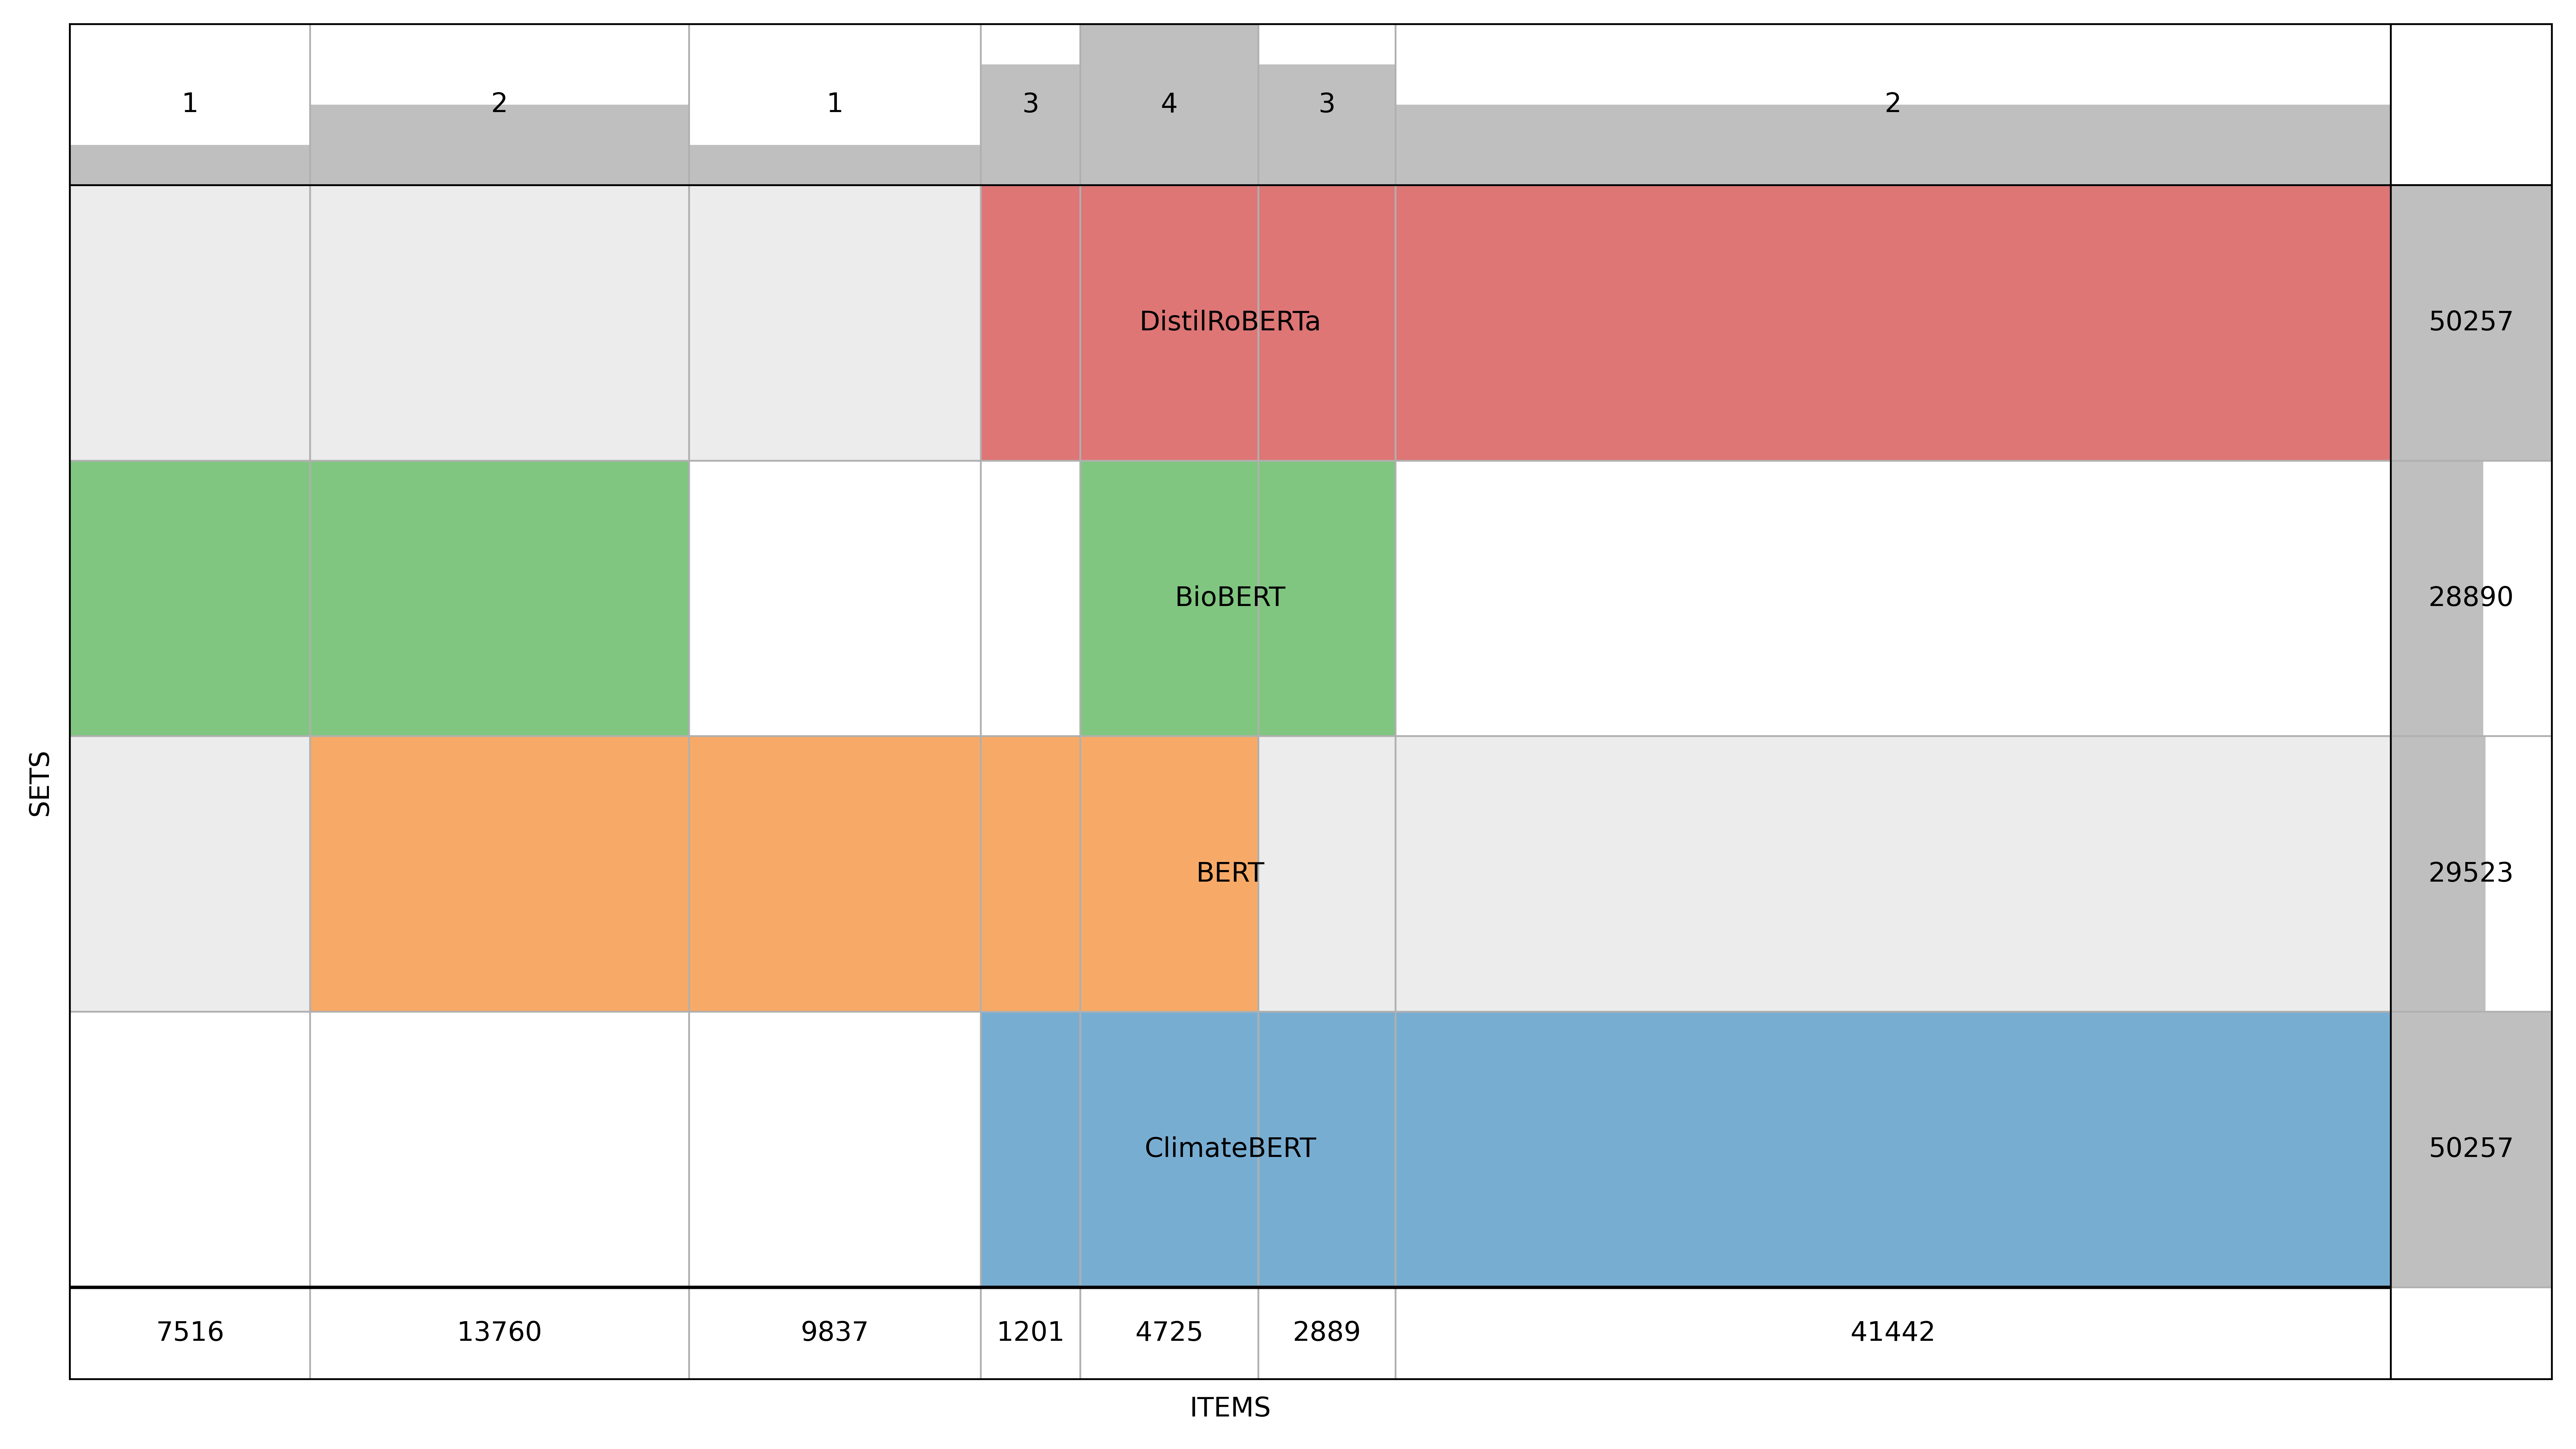 1 2 1 3 4 3 2
DistilRoBERTa 50257
BioBERT 28890
SETS
BERT 29523
ClimateBERT 50257
7516 13760 9837 1201 4725 2889 41442
ITEMS